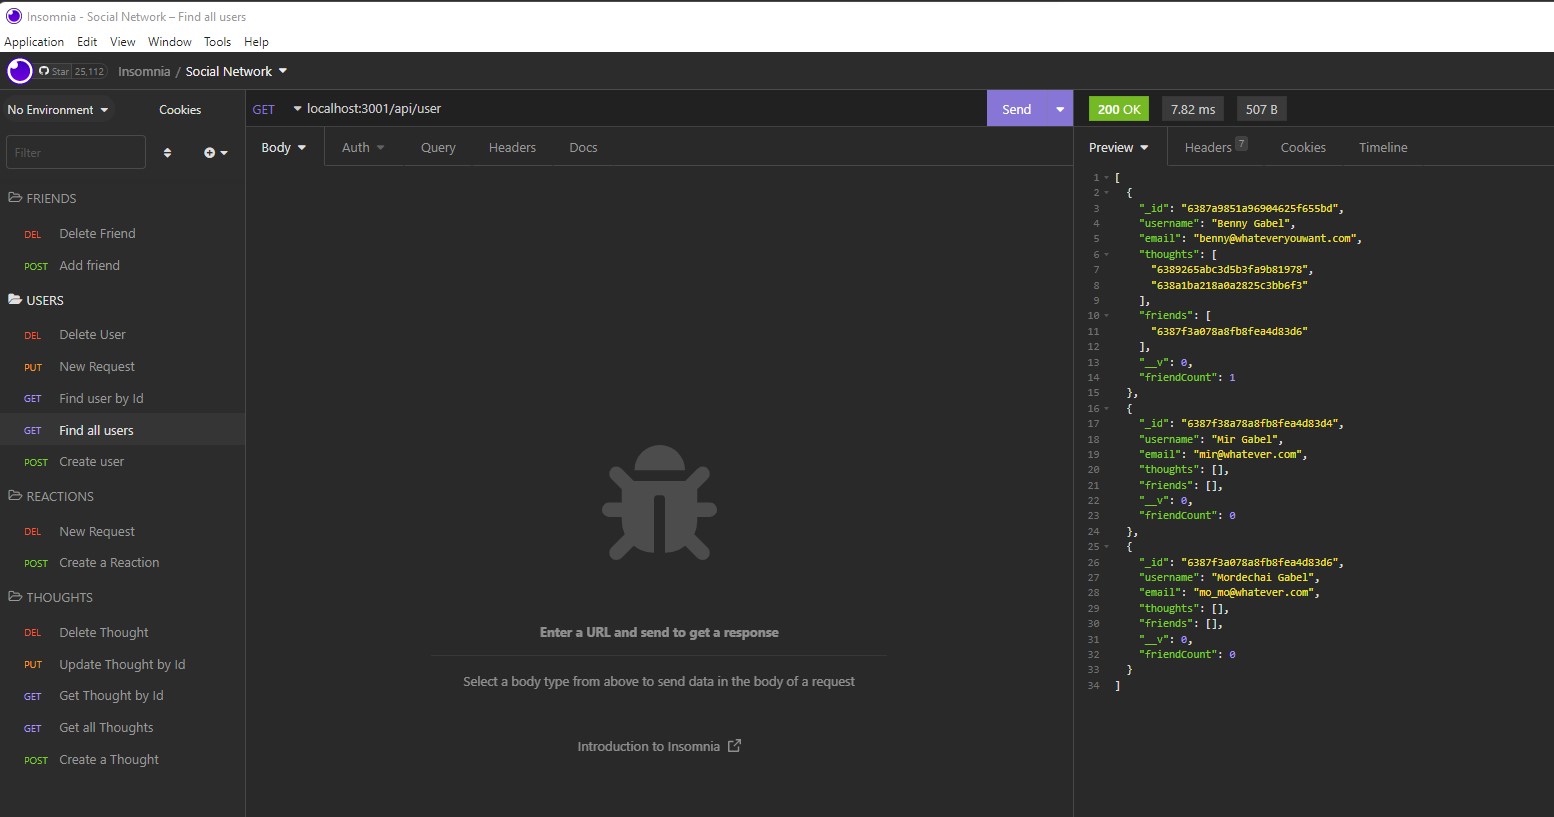 Insomnia - Social Network – Find all users
Application Edit View Window Tools Help
Star 25,112 Insomnia / Social Network
No Environment Cookies
Filter
FRIENDS
DEL Delete Friend
POST Add friend
USERS
DEL Delete User
PUT New Request
GET Find user by Id
GET Find all users
POST Create user
REACTIONS
DEL New Request
POST Create a Reaction
THOUGHTS
DEL Delete Thought
PUT Update Thought by Id
GET Get Thought by Id
GET Get all Thoughts
POST Create a Thought
GET localhost:3001/api/user Send
Body Auth Query Headers Docs
Enter a URL and send to get a response
Select a body type from above to send data in the body of a request
Introduction to Insomnia
200 OK 7.82 ms 507 B
Preview Headers 7 Cookies Timeline
1 [
2 {
3 "_id": "6387a9851a96904625f655bd",
4 "username": "Benny Gabel",
5 "email": "benny@whateveryouwant.com",
6 "thoughts": [
7 "6389265abc3d5b3fa9b81978",
8 "638a1ba218a0a2825c3bb6f3"
9 ],
10 "friends": [
11 "6387f3a078a8fb8fea4d83d6"
12 ],
13 "__v": 0,
14 "friendCount": 1
15 },
16 {
17 "_id": "6387f38a78a8fb8fea4d83d4",
18 "username": "Mir Gabel",
19 "email": "mir@whatever.com",
20 "thoughts": [],
21 "friends": [],
22 "__v": 0,
23 "friendCount": 0
24 },
25 {
26 "_id": "6387f3a078a8fb8fea4d83d6",
27 "username": "Mordechai Gabel",
28 "email": "mo_mo@whatever.com",
29 "thoughts": [],
30 "friends": [],
31 "__v": 0,
32 "friendCount": 0
33 }
34 ]